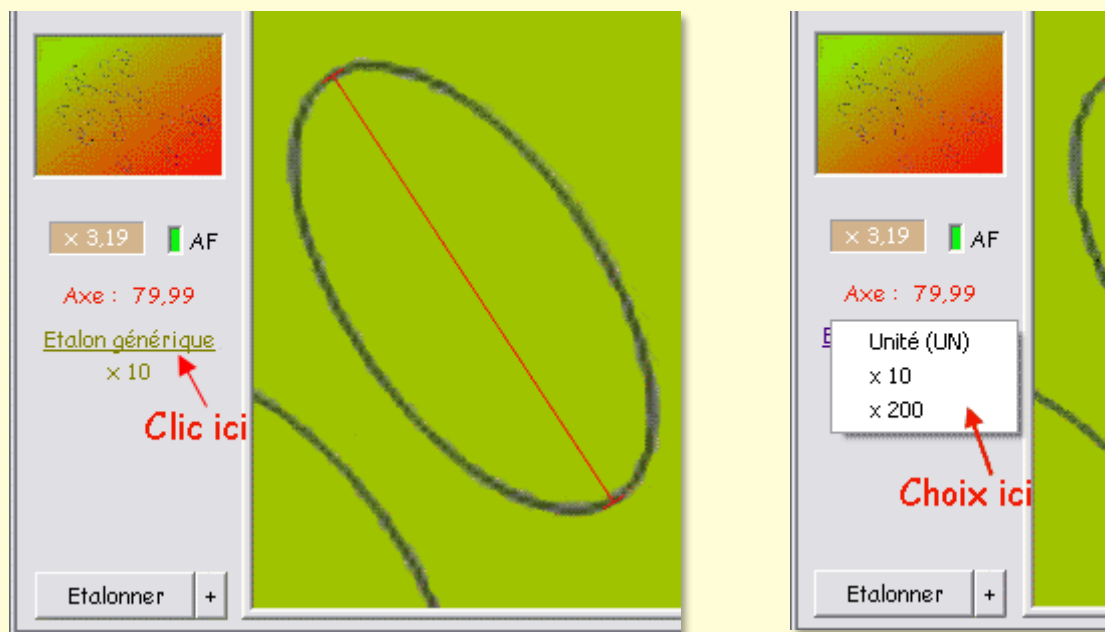 × 3,19 AF
Axe : 79,99
Etalon générique
× 10
Clic ici
Etalonner +
× 3,19 AF
Axe : 79,99
E
Unité (UN)
× 10
× 200
Choix ici
Etalonner +